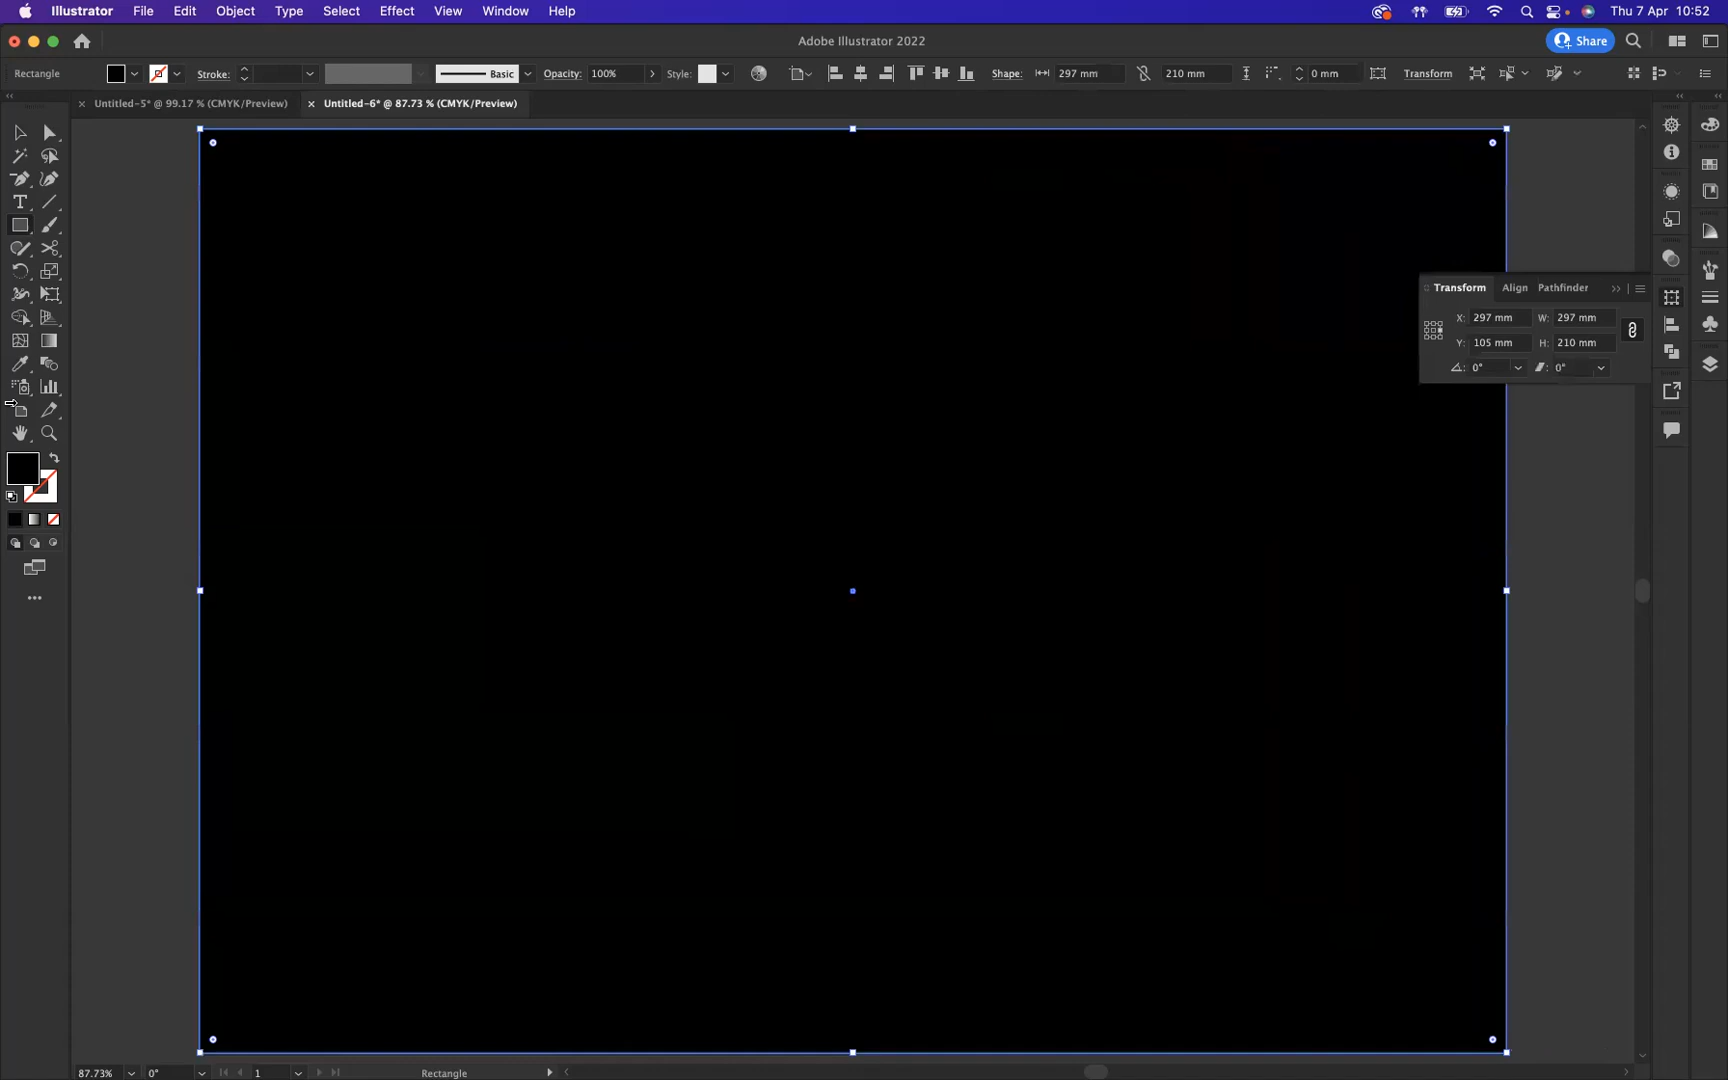 Illustrator File Edit Object Type Select Effect View Window Help Thu 7 Apr 10:52
Adobe Illustrator 2022 Share
Rectangle Stroke: Basic Opacity: 100% Style: Shape: 297 mm 210 mm 0 mm Transform
Untitled-5* @ 99.17 % (CMYK/Preview) Untitled-6* @ 87.73 % (CMYK/Preview)
Transform Align Pathfinder
X: 297 mm W: 297 mm
Y: 105 mm H: 210 mm
0° 0°
87.73% 0° 1 Rectangle